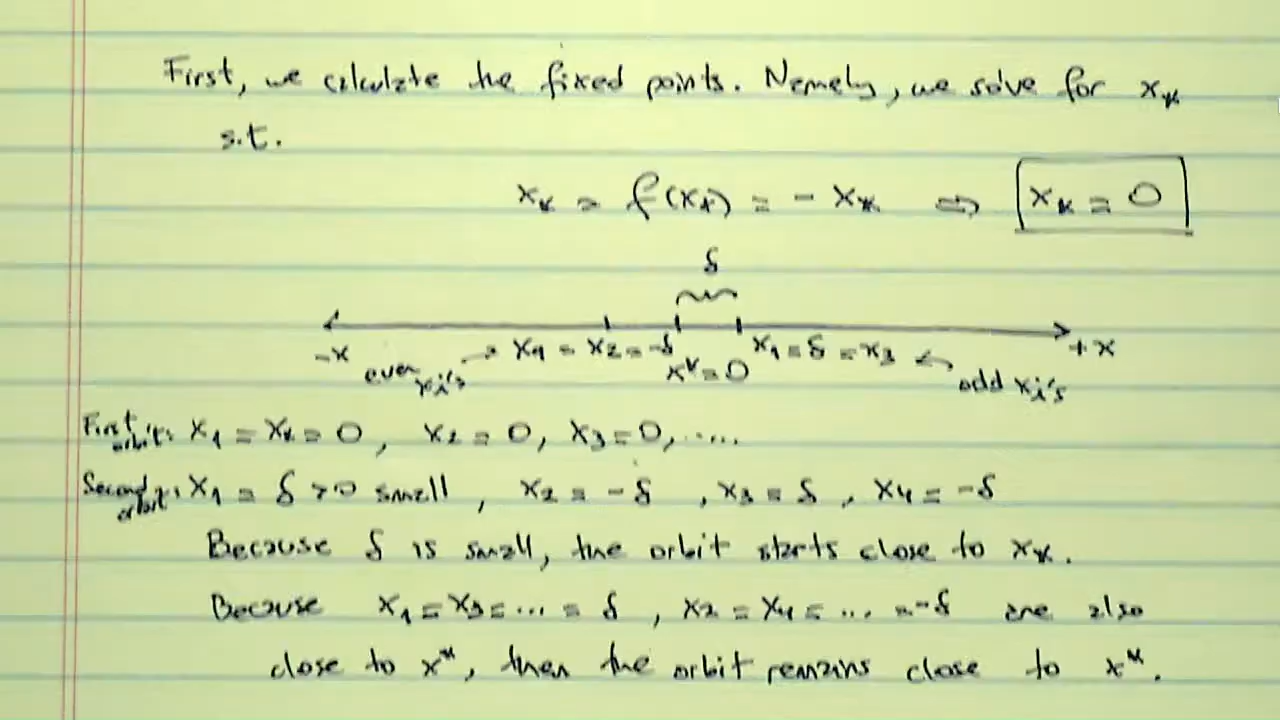 First, we calculate the fixed points. Namely, we solve for x*
s.t.
x* = f(x*) = - x* ⇒ x* = 0
δ
-x even xi's → x4 = x2 = -δ x* = 0 x1 = δ = x3 ← odd xi's +x
First orbit: x1 = x* = 0, x2 = 0, x3 = 0, .....
Second orbit: x1 = δ > 0 small, x2 = -δ, x3 = δ, x4 = -δ
Because δ is small, the orbit starts close to x*.
Because x1 = x3 = ... = δ, x2 = x4 = ... = -δ are also
close to x*, then the orbit remains close to x*.